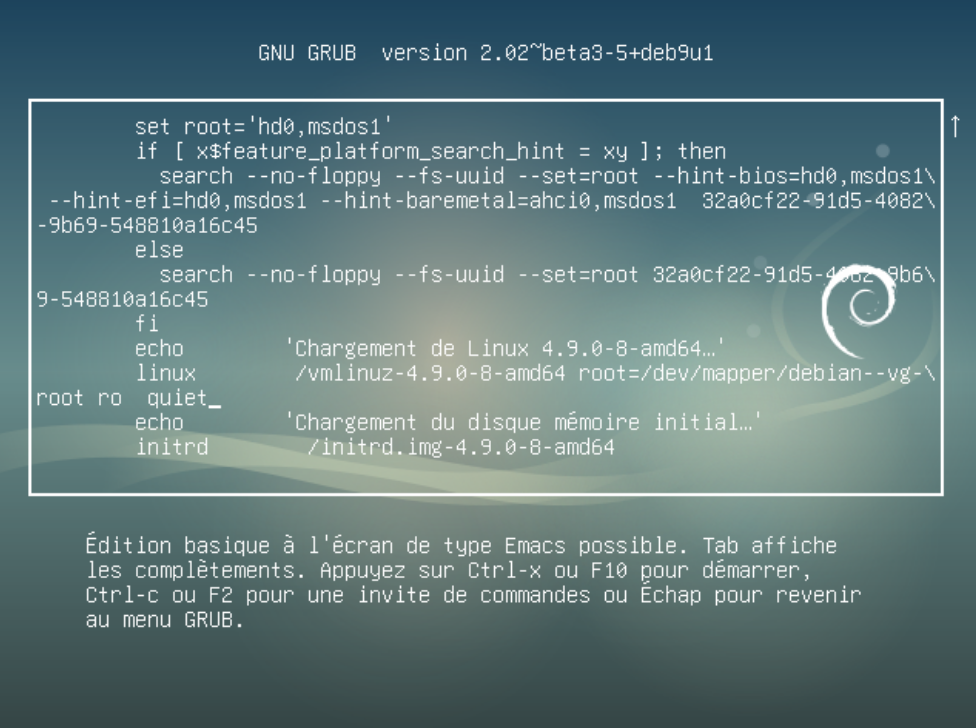 GNU GRUB  version 2.02~beta3-5+deb9u1
set root='hd0,msdos1'
if [ x$feature_platform_search_hint = xy ]; then
search --no-floppy --fs-uuid --set=root --hint-bios=hd0,msdos1\
--hint-efi=hd0,msdos1 --hint-baremetal=ahci0,msdos1  32a0cf22-91d5-4082\
-9b69-548810a16c45
else
search --no-floppy --fs-uuid --set=root 32a0cf22-91d5-4082-9b6\
9-548810a16c45
fi
echo        'Chargement de Linux 4.9.0-8-amd64…'
linux        /vmlinuz-4.9.0-8-amd64 root=/dev/mapper/debian--vg-\
root ro  quiet_
echo        'Chargement du disque mémoire initial…'
initrd        /initrd.img-4.9.0-8-amd64
Édition basique à l'écran de type Emacs possible. Tab affiche
les complètements. Appuyez sur Ctrl-x ou F10 pour démarrer,
Ctrl-c ou F2 pour une invite de commandes ou Échap pour revenir
au menu GRUB.